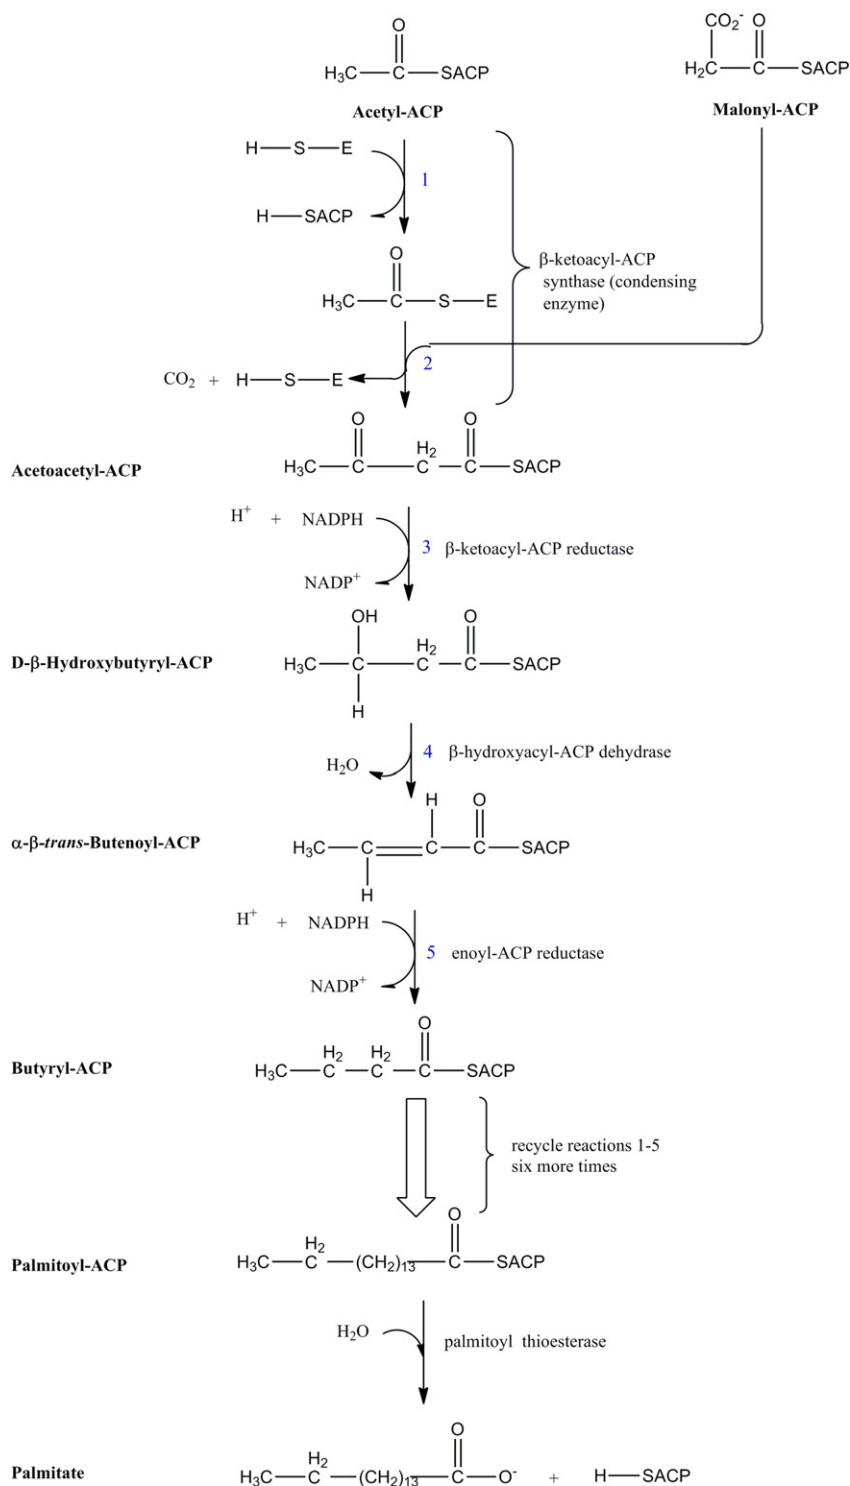 O
H₃C—C—SACP
Acetyl-ACP
CO₂⁻ O
H₂C—C—SACP
Malonyl-ACP
H—S—E
1
H—SACP
O
H₃C—C—S—E
β-ketoacyl-ACP
synthase (condensing
enzyme)
2
CO₂ + H—S—E
Acetoacetyl-ACP
O H₂ O
H₃C—C—C—C—SACP
H⁺ + NADPH
3 β-ketoacyl-ACP reductase
NADP⁺
D-β-Hydroxybutyryl-ACP
OH H₂ O
H₃C—C—C—C—SACP
H
4 β-hydroxyacyl-ACP dehydrase
H₂O
α-β-trans-Butenoyl-ACP
H O
H₃C—C=C—C—SACP
H
H⁺ + NADPH
5 enoyl-ACP reductase
NADP⁺
Butyryl-ACP
H₂ H₂ O
H₃C—C—C—C—SACP
recycle reactions 1-5
six more times
Palmitoyl-ACP
H₂ O
H₃C—C—(CH₂)₁₃—C—SACP
H₂O
palmitoyl thioesterase
Palmitate
H₂ O
H₃C—C—(CH₂)₁₃—C—O⁻ + H—SACP